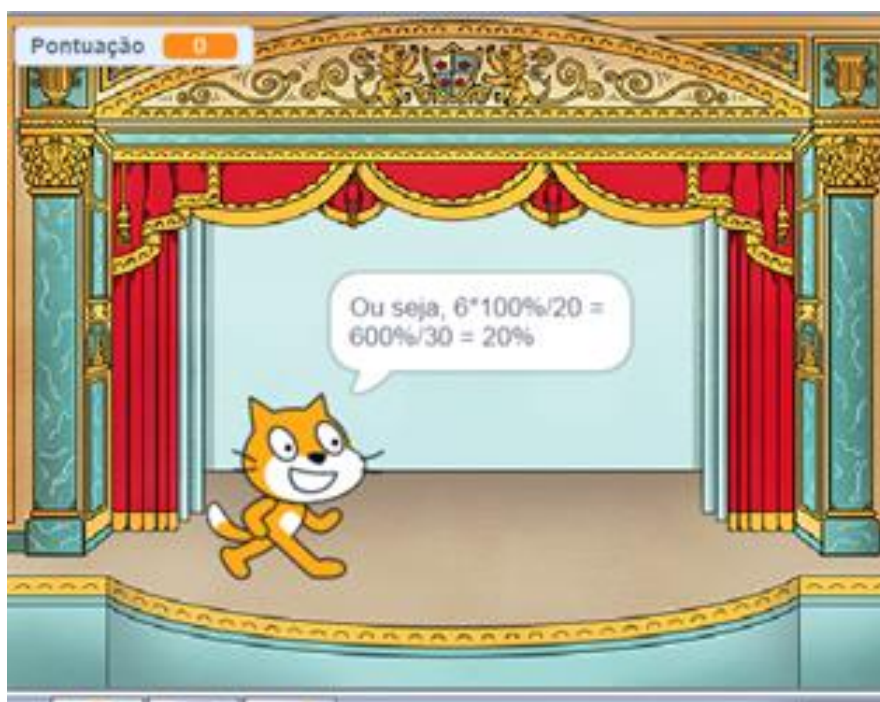 Pontuação 0
Ou seja, 6*100%/20 =
600%/30 = 20%